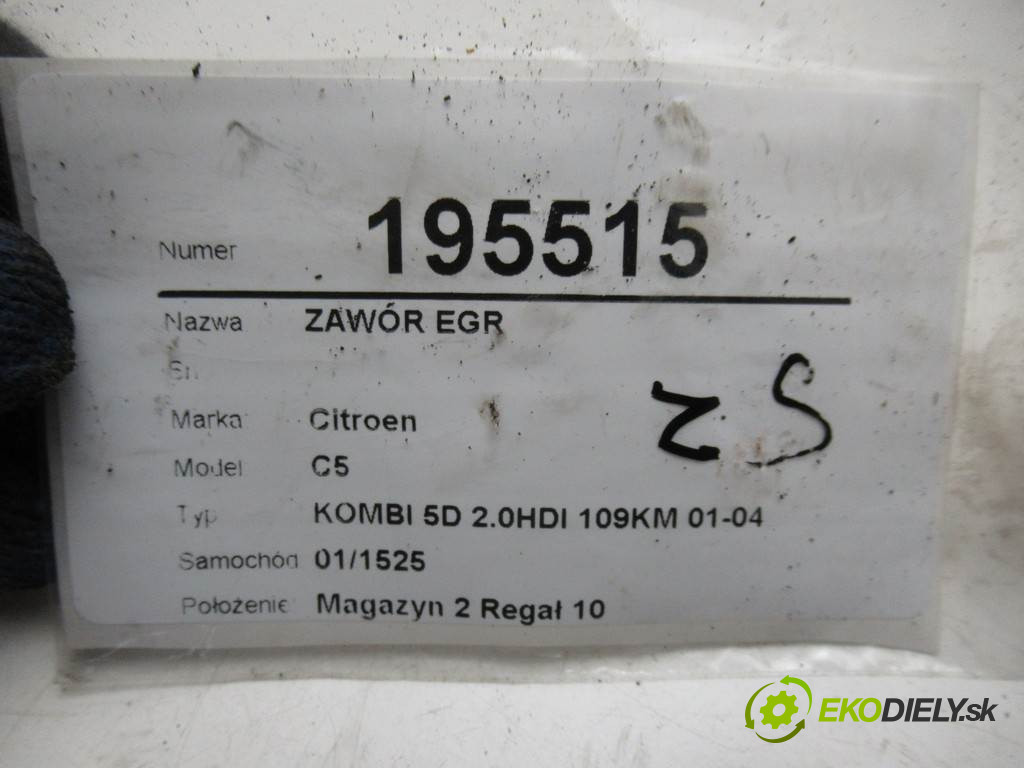 Numer 195515
Nazwa ZAWÓR EGR
Marka Citroen
Model C5
Typ KOMBI 5D 2.0HDI 109KM 01-04
Samochód 01/1525
Położenie Magazyn 2 Regał 10
EKODIELY.sk